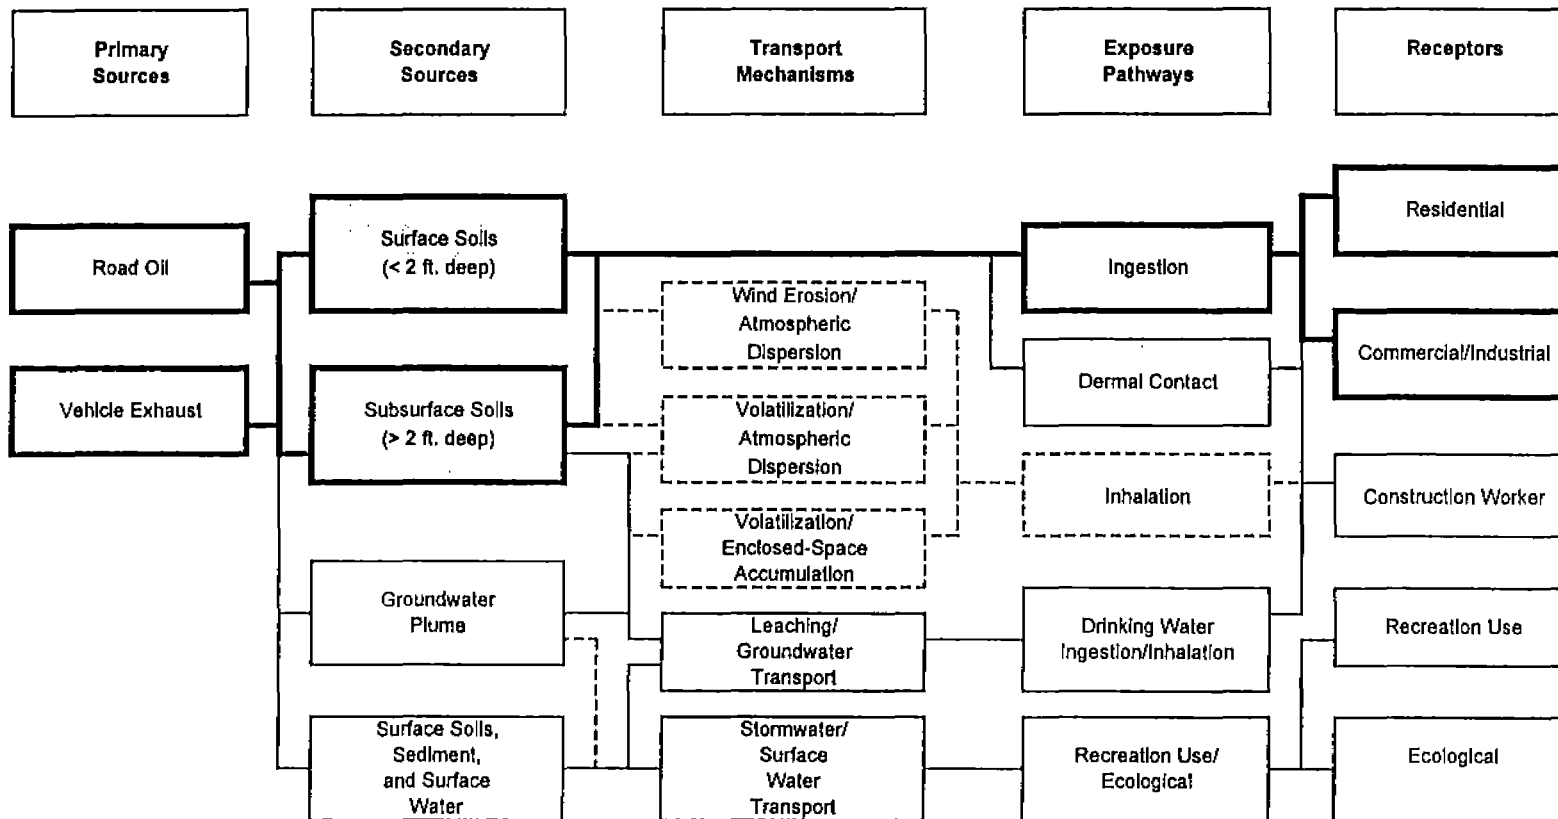 Primary
Sources
Secondary
Sources
Transport
Mechanisms
Exposure
Pathways
Receptors
Road Oil
Vehicle Exhaust
Surface Soils
(< 2 ft. deep)
Subsurface Soils
(> 2 ft. deep)
Groundwater
Plume
Surface Soils,
Sediment,
and Surface
Water
Wind Erosion/
Atmospheric
Dispersion
Volatilization/
Atmospheric
Dispersion
Volatilization/
Enclosed-Space
Accumulation
Leaching/
Groundwater
Transport
Stormwater/
Surface
Water
Transport
Ingestion
Dermal Contact
Inhalation
Drinking Water
Ingestion/Inhalation
Recreation Use/
Ecological
Residential
Commercial/Industrial
Construction Worker
Recreation Use
Ecological